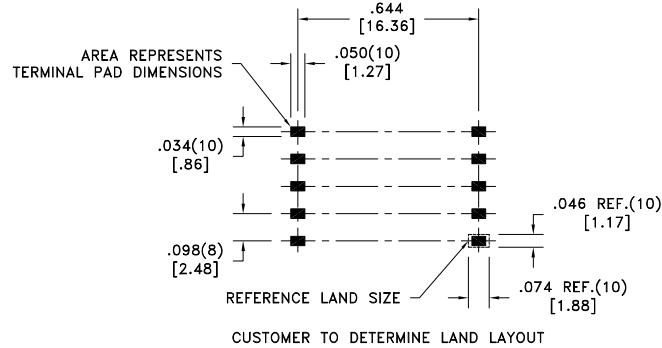 .644
[16.36]
AREA REPRESENTS
TERMINAL PAD DIMENSIONS
.050(10)
[1.27]
.034(10)
[.86]
.046 REF.(10)
[1.17]
.098(8)
[2.48]
REFERENCE LAND SIZE
.074 REF.(10)
[1.88]
CUSTOMER TO DETERMINE LAND LAYOUT